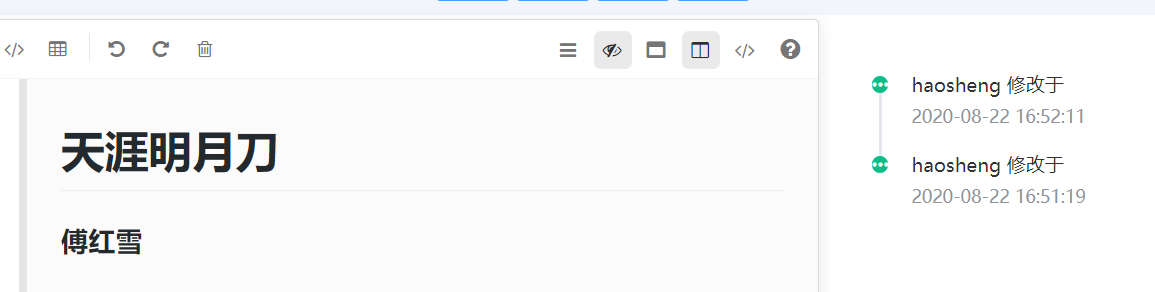 天涯明月刀
傅红雪
haosheng 修改于
2020-08-22 16:52:11
haosheng 修改于
2020-08-22 16:51:19